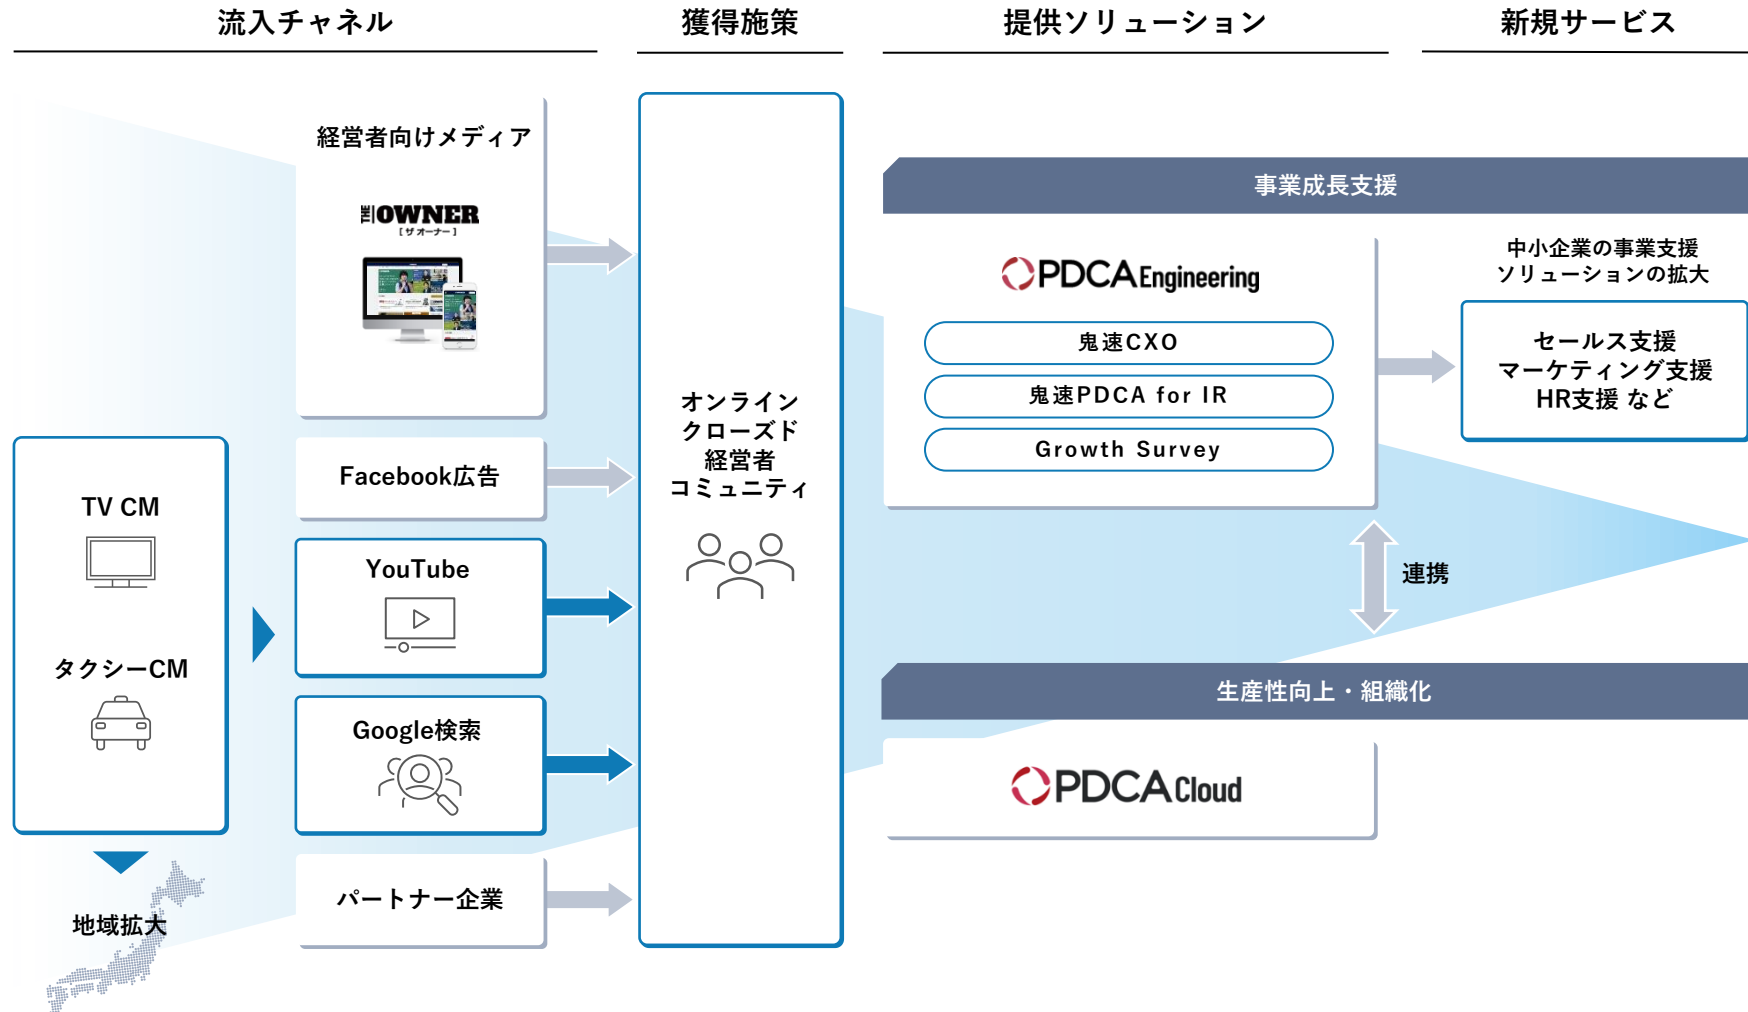 流入チャネル
獲得施策
提供ソリューション
新規サービス
経営者向けメディア
THE OWNER
[ ザ オーナー ]
Facebook広告
TV CM
タクシーCM
YouTube
Google検索
パートナー企業
地域拡大
オンライン
クローズド
経営者
コミュニティ
事業成長支援
PDCA Engineering
鬼速CXO
鬼速PDCA for IR
Growth Survey
中小企業の事業支援
ソリューションの拡大
セールス支援
マーケティング支援
HR支援 など
連携
生産性向上・組織化
PDCA Cloud